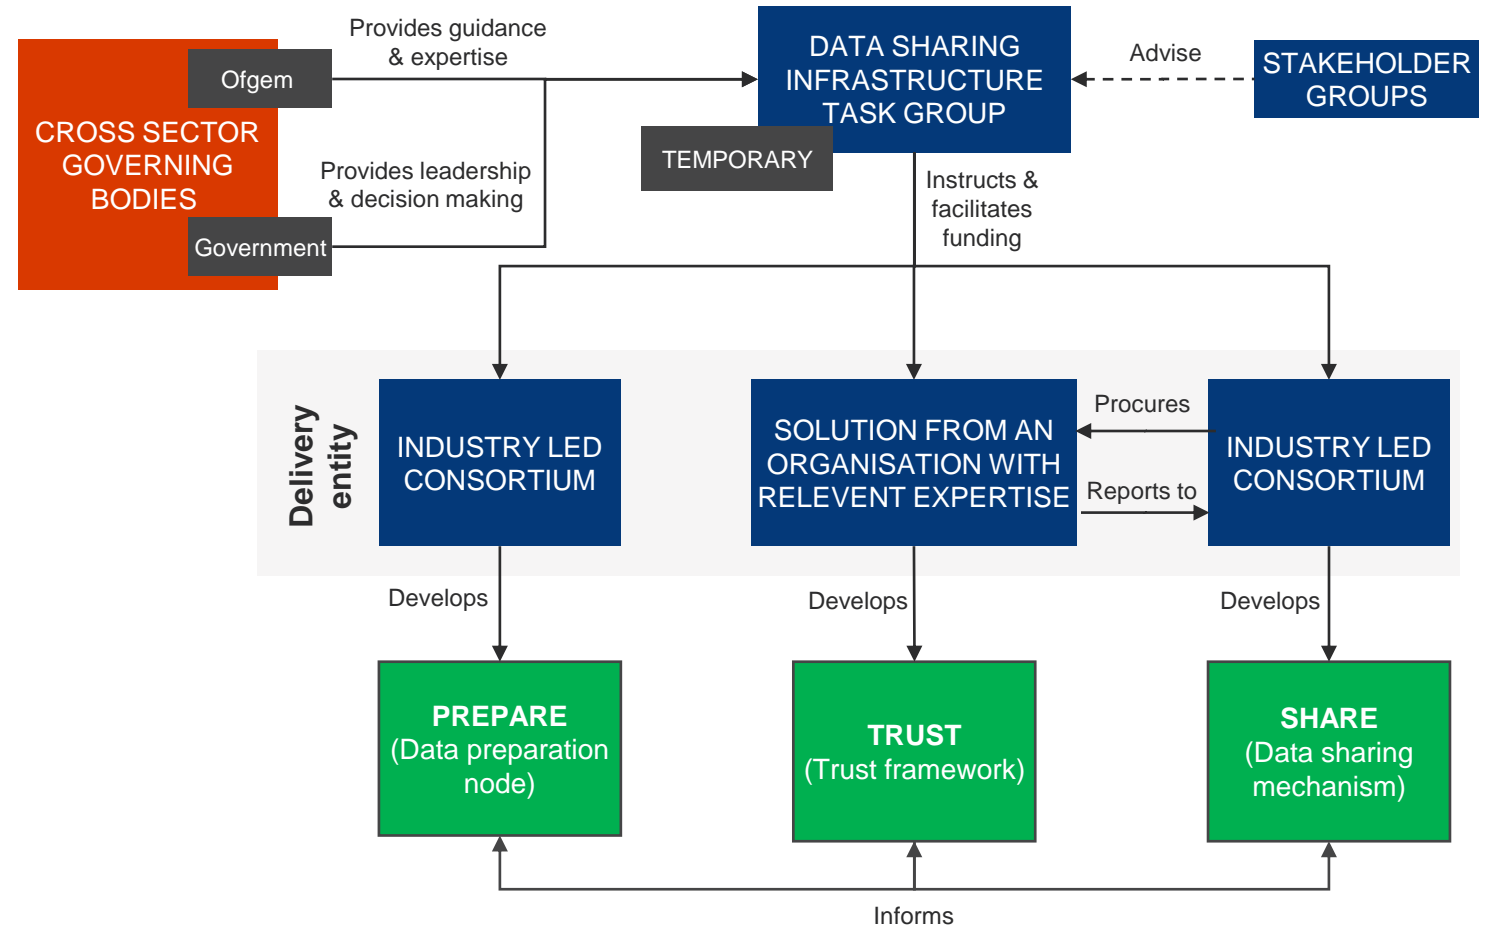 Provides guidance
& expertise
Ofgem
CROSS SECTOR
GOVERNING
BODIES
Provides leadership
& decision making
Government
DATA SHARING
INFRASTRUCTURE
TASK GROUP
TEMPORARY
Advise
STAKEHOLDER
GROUPS
Instructs &
facilitates
funding
Delivery
entity
INDUSTRY LED
CONSORTIUM
SOLUTION FROM AN
ORGANISATION WITH
RELEVENT EXPERTISE
Procures
Reports to
INDUSTRY LED
CONSORTIUM
Develops
Develops
Develops
PREPARE
(Data preparation
node)
TRUST
(Trust framework)
SHARE
(Data sharing
mechanism)
Informs